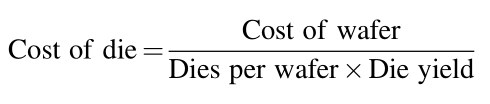 Cost of die = Cost of wafer
Dies per wafer × Die yield